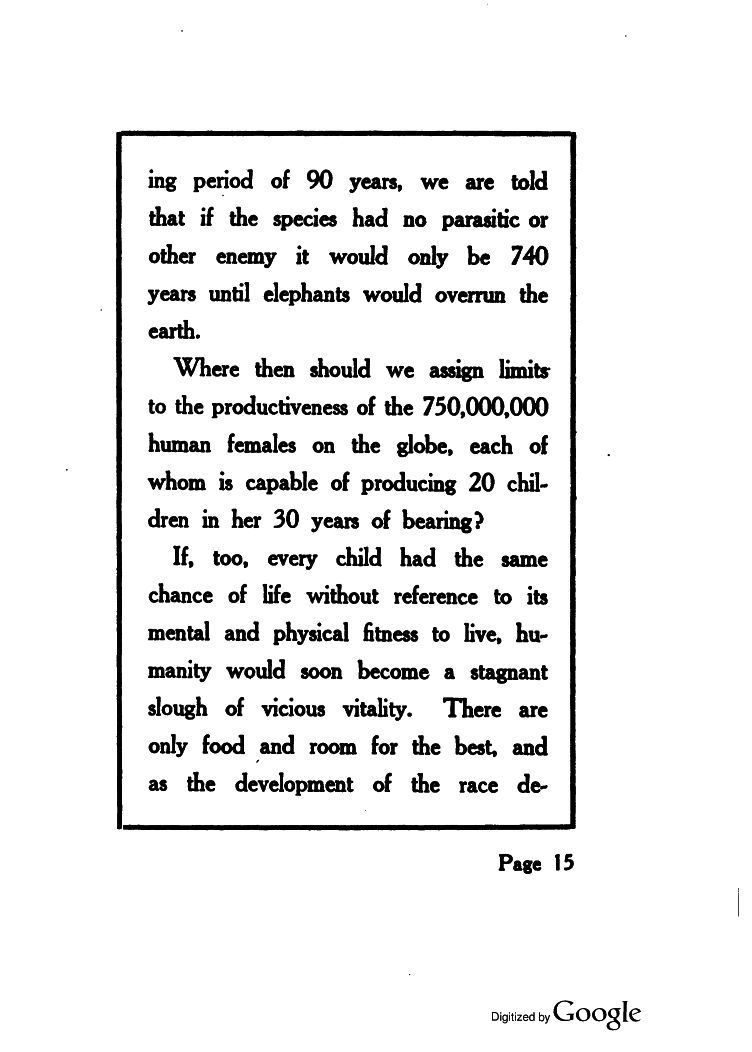 ing period of 90 years, we are told
that if the species had no parasitic or
other enemy it would only be 740
years until elephants would overrun the
earth.
Where then should we assign limits
to the productiveness of the 750,000,000
human females on the globe, each of
whom is capable of producing 20 chil-
dren in her 30 years of bearing?
If, too, every child had the same
chance of life without reference to its
mental and physical fitness to live, hu-
manity would soon become a stagnant
slough of vicious vitality. There are
only food and room for the best, and
as the development of the race de-
Page 15
Digitized by Google